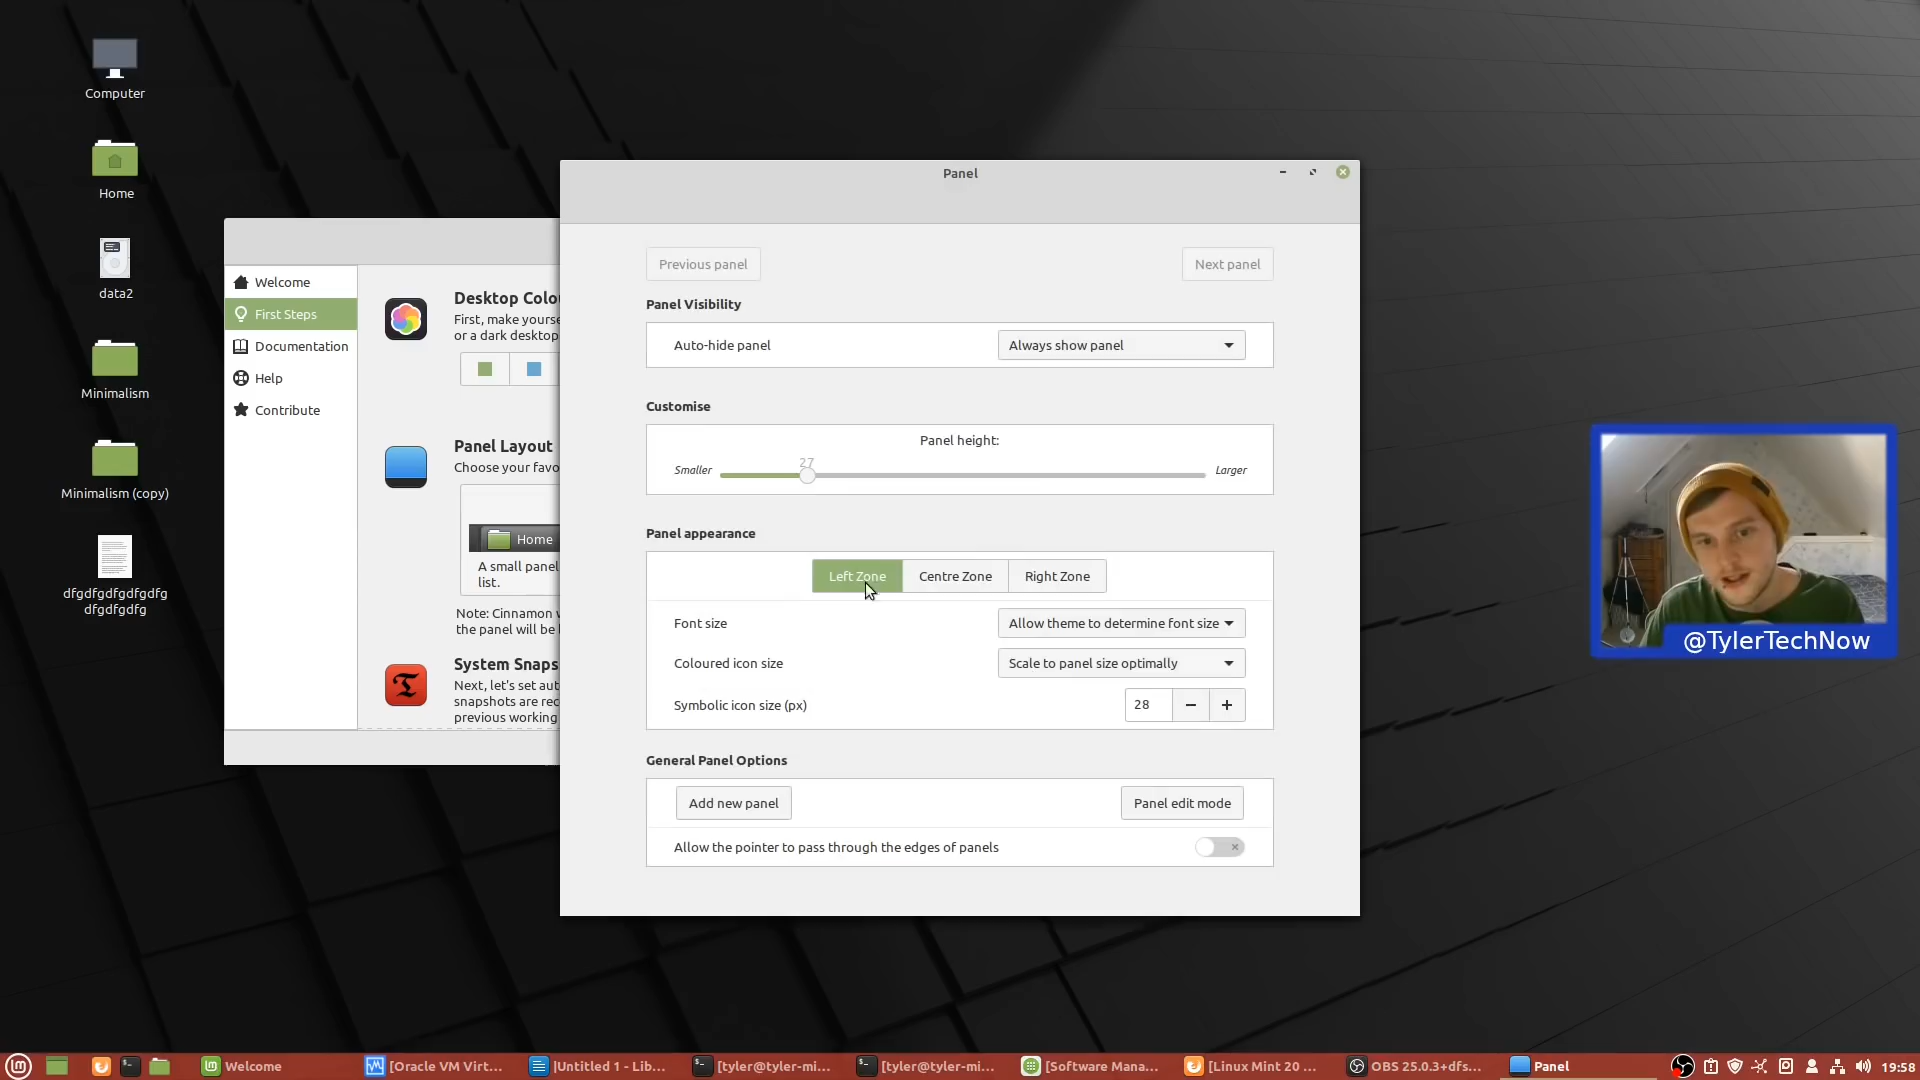 Computer
Home
data2
Minimalism
Minimalism (copy)
dfgdfgdfgdfgdfg
dfgdfgdfg
Welcome
First Steps
Documentation
Help
Contribute
Desktop Colou
First, make yourse
or a dark desktop
Panel Layout
Choose your favo
Home
A small panel
list.
Note: Cinnamon w
the panel will be
System Snaps
Next, let's set aut
snapshots are rec
previous working
Panel
Previous panel
Next panel
Panel Visibility
Auto-hide panel
Always show panel
Customise
Panel height:
Smaller
27
Larger
Panel appearance
Left Zone
Centre Zone
Right Zone
Font size
Allow theme to determine font size
Coloured icon size
Scale to panel size optimally
Symbolic icon size (px)
28
General Panel Options
Add new panel
Panel edit mode
Allow the pointer to pass through the edges of panels
@TylerTechNow
Welcome
[Oracle VM Virt...
[Untitled 1 - Lib...
[tyler@tyler-mi...
[tyler@tyler-mi...
[Software Mana...
[Linux Mint 20 ...
OBS 25.0.3+dfs...
Panel
19:58